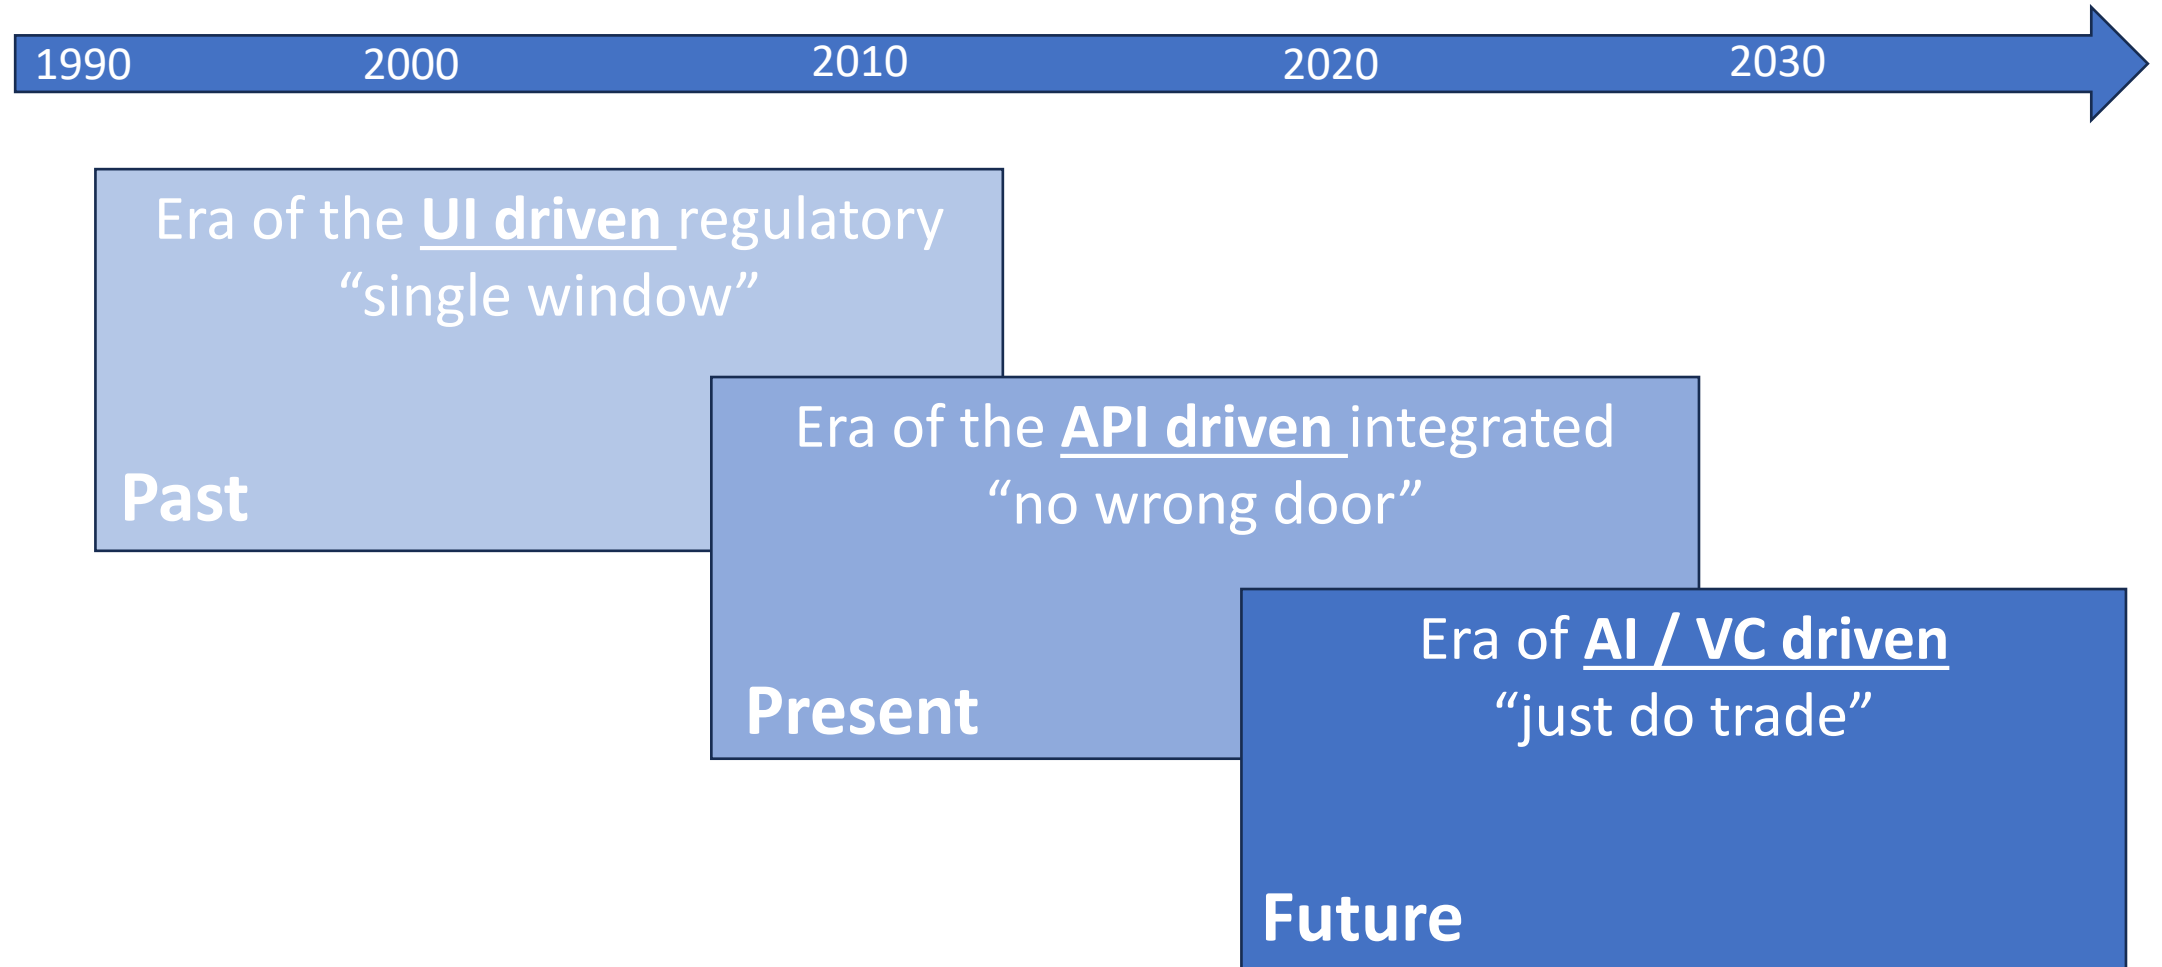 1990 2000 2010 2020 2030
Era of the UI driven regulatory
“single window”
Past
Era of the API driven integrated
“no wrong door”
Present
Era of AI / VC driven
“just do trade”
Future